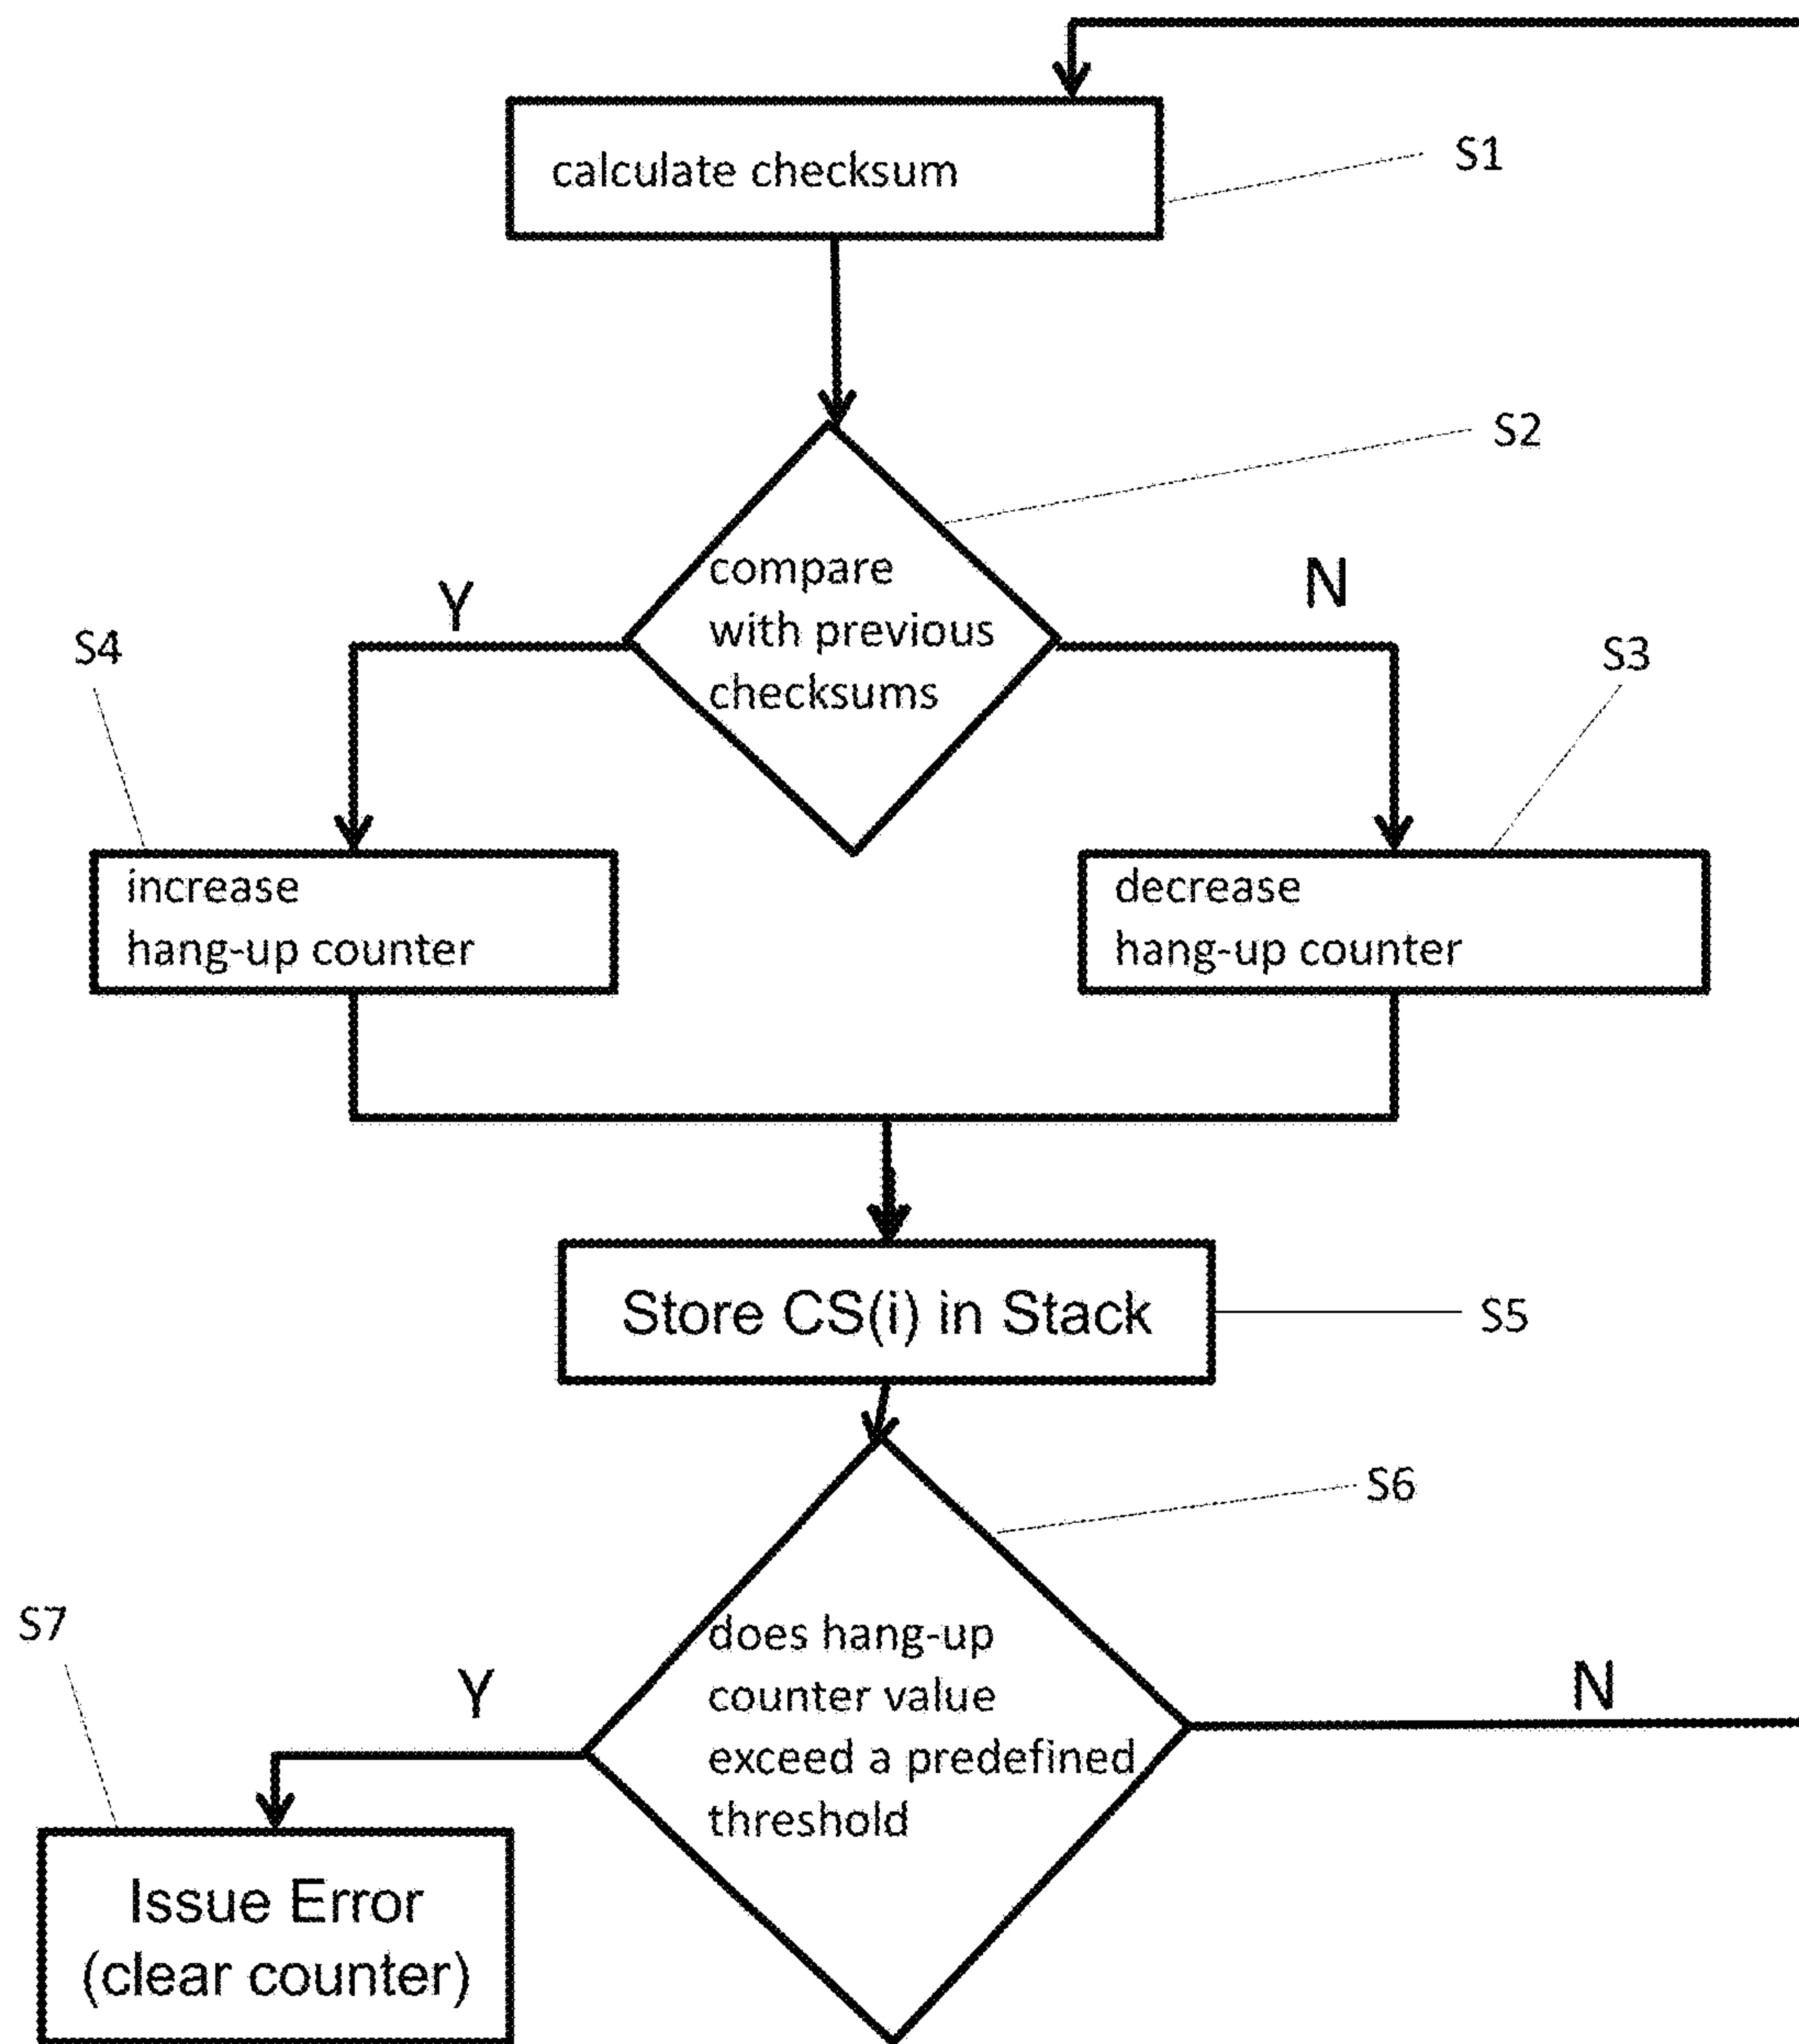 calculate checksum
S1
S2
compare
with previous
checksums
Y
N
S4
S3
increase
hang-up counter
decrease
hang-up counter
Store CS(i) in Stack
S5
S6
does hang-up
counter value
exceed a predefined
threshold
S7
Y
N
Issue Error
(clear counter)